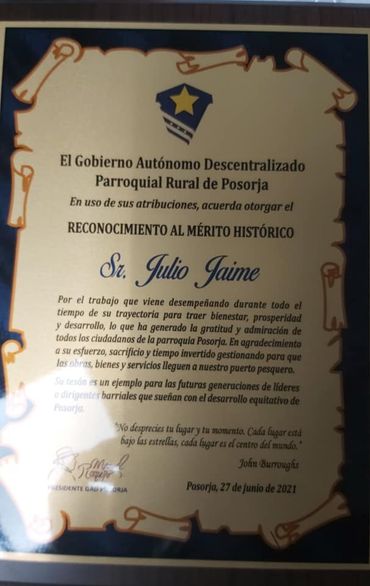 El Gobierno Autónomo Descentralizado
Parroquial Rural de Posorja
En uso de sus atribuciones, acuerda otorgar el
RECONOCIMIENTO AL MÉRITO HISTÓRICO
Sr. Julio Jaime
Por el trabajo que viene desempeñando durante todo el
tiempo de su trayectoria para traer bienestar, prosperidad
y desarrollo, lo que ha generado la gratitud y admiración de
todos los ciudadanos de la parroquia Posorja. En agradecimiento
a su esfuerzo, sacrificio y tiempo invertido gestionando para que
las obras, bienes y servicios lleguen a nuestro puerto pesquero.
Su tesón es un ejemplo para las futuras generaciones de líderes
o dirigentes barriales que sueñan con el desarrollo equitativo de
Posorja.
"No desprecies tu lugar y tu momento. Cada lugar está
bajo las estrellas, cada lugar es el centro del mundo."
John Burroughs
PRESIDENTE GAD POSORJA
Posorja, 27 de junio de 2021